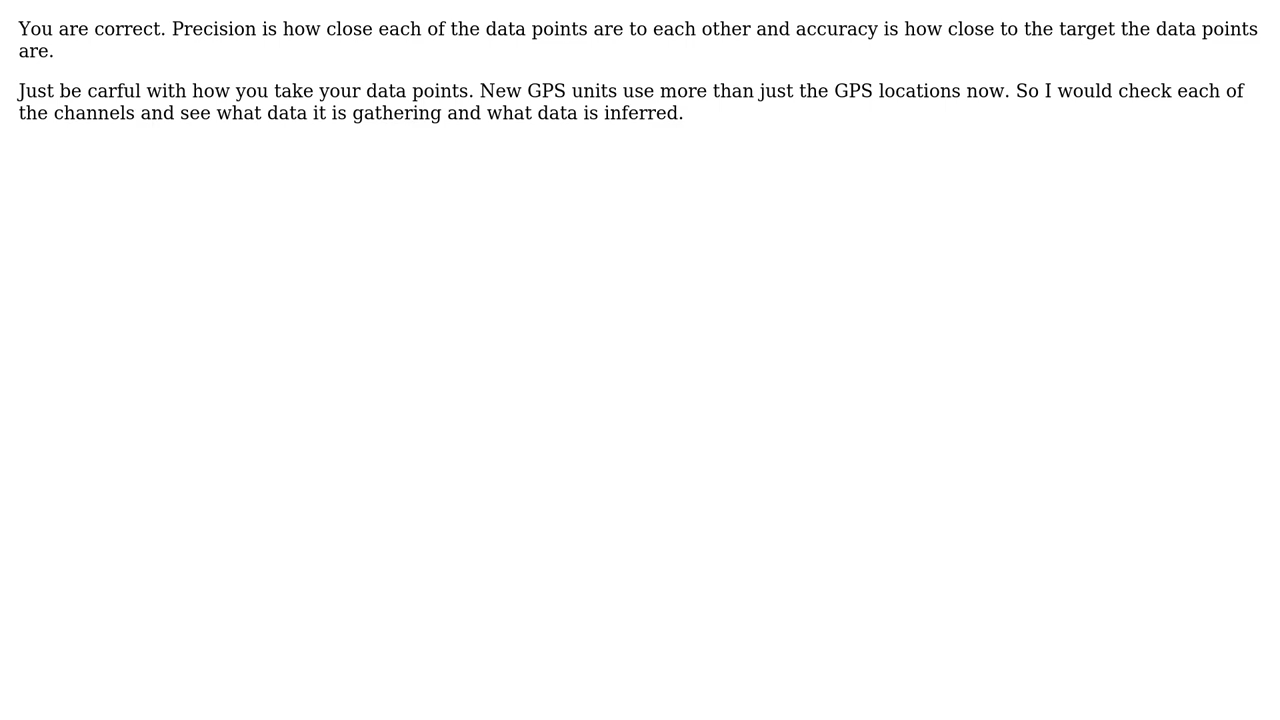 You are correct. Precision is how close each of the data points are to each other and accuracy is how close to the target the data points
are.
Just be carful with how you take your data points. New GPS units use more than just the GPS locations now. So I would check each of
the channels and see what data it is gathering and what data is inferred.